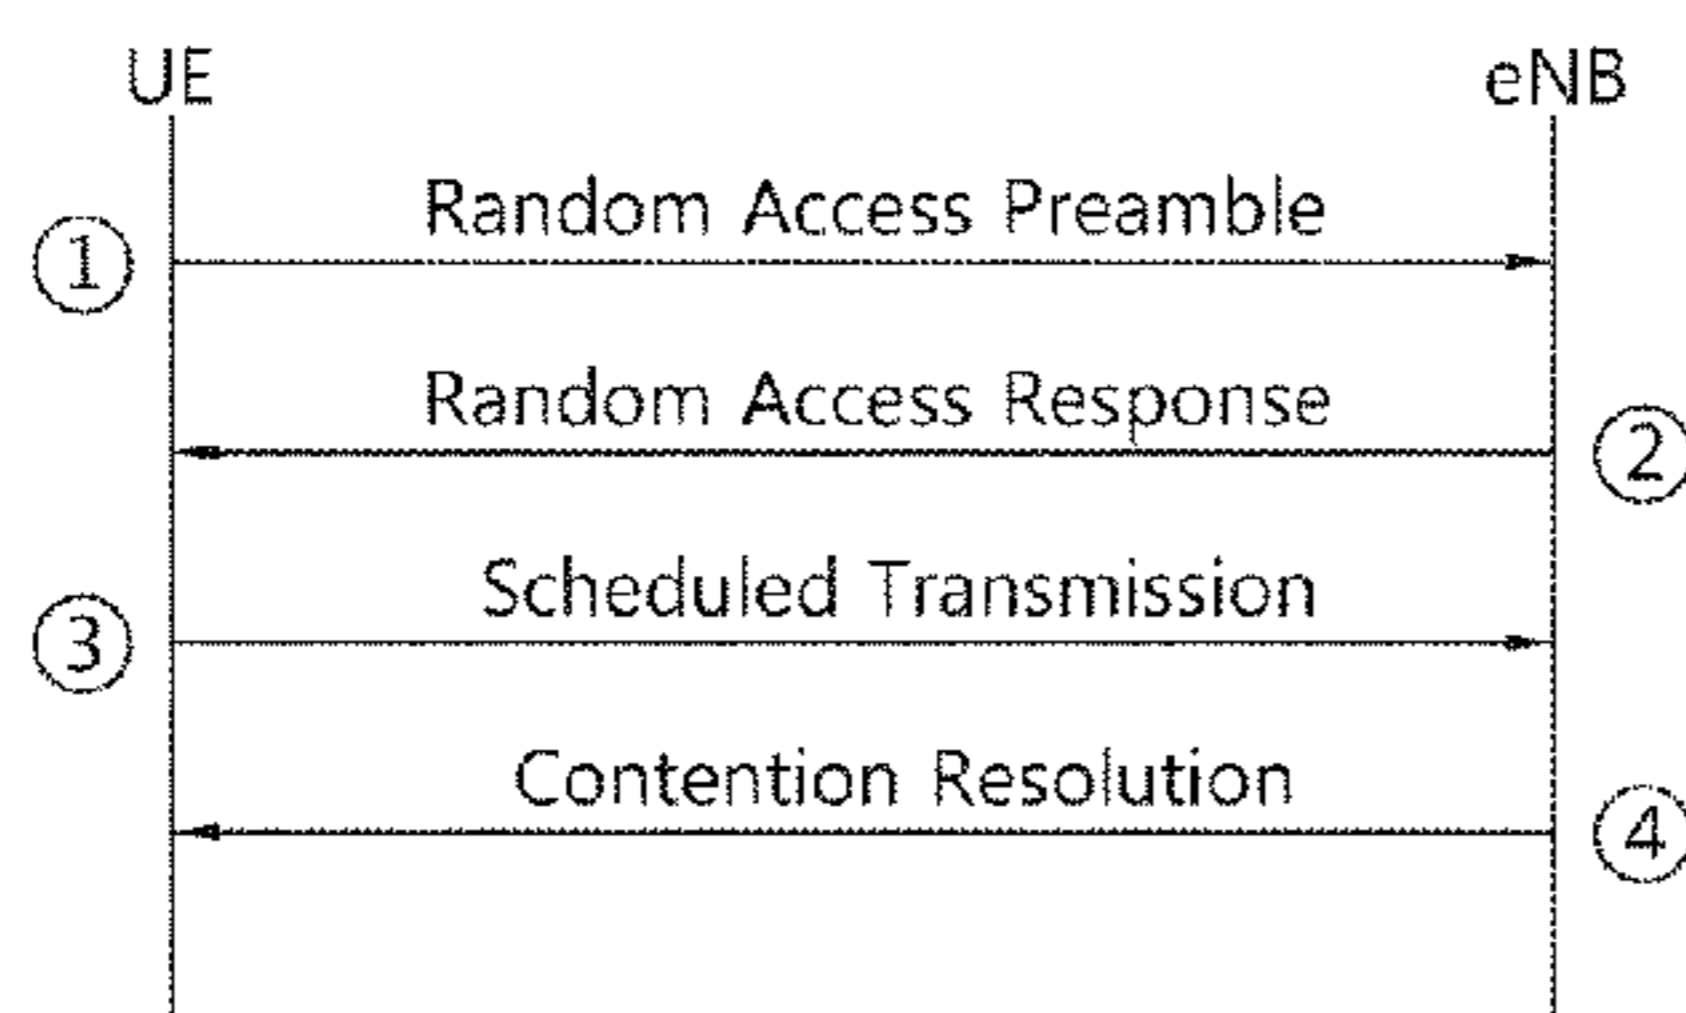 UE eNB
Random Access Preamble
①
Random Access Response
②
Scheduled Transmission
③
Contention Resolution
④